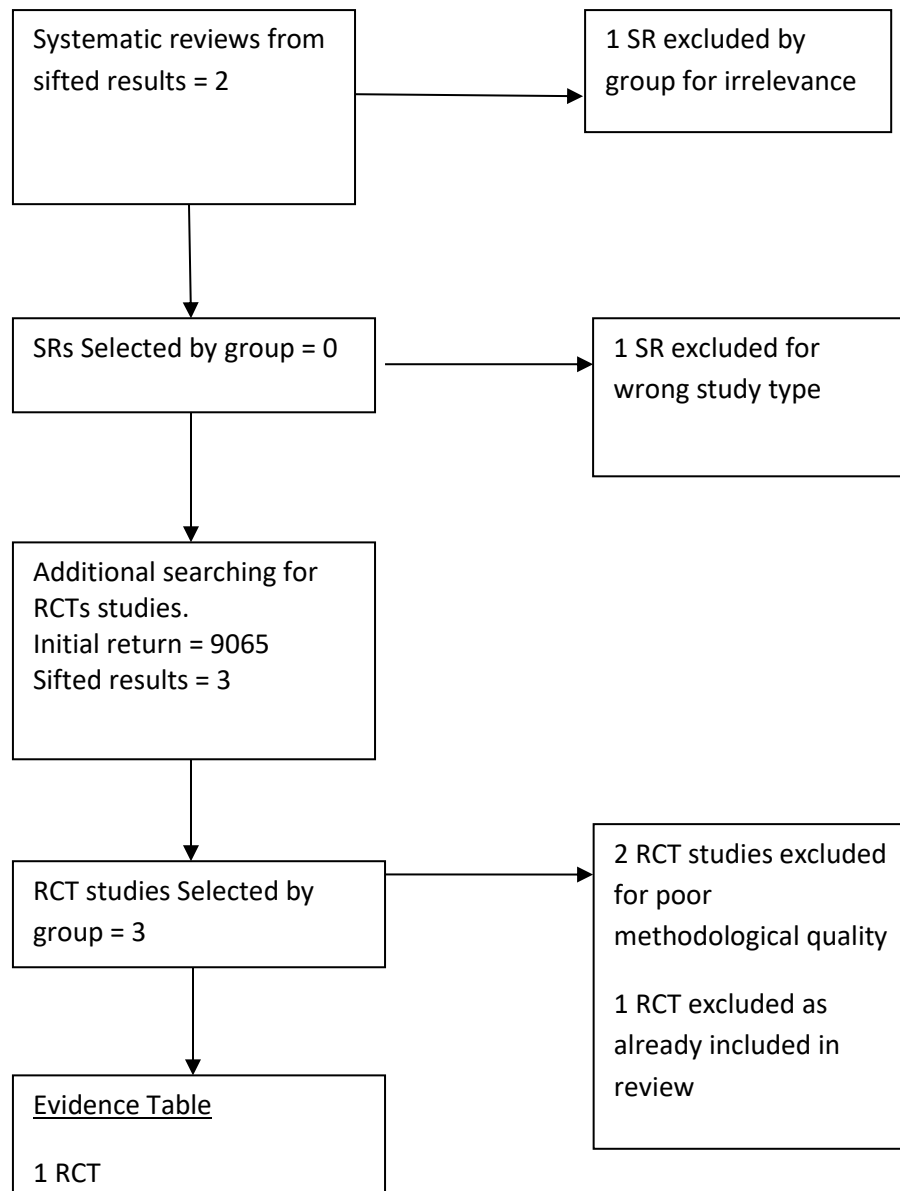 Systematic reviews from
sifted results = 2
1 SR excluded by
group for irrelevance
SRs Selected by group = 0
1 SR excluded for
wrong study type
Additional searching for
RCTs studies.
Initial return = 9065
Sifted results = 3
RCT studies Selected by
group = 3
2 RCT studies excluded
for poor
methodological quality
1 RCT excluded as
already included in
review
Evidence Table
1 RCT